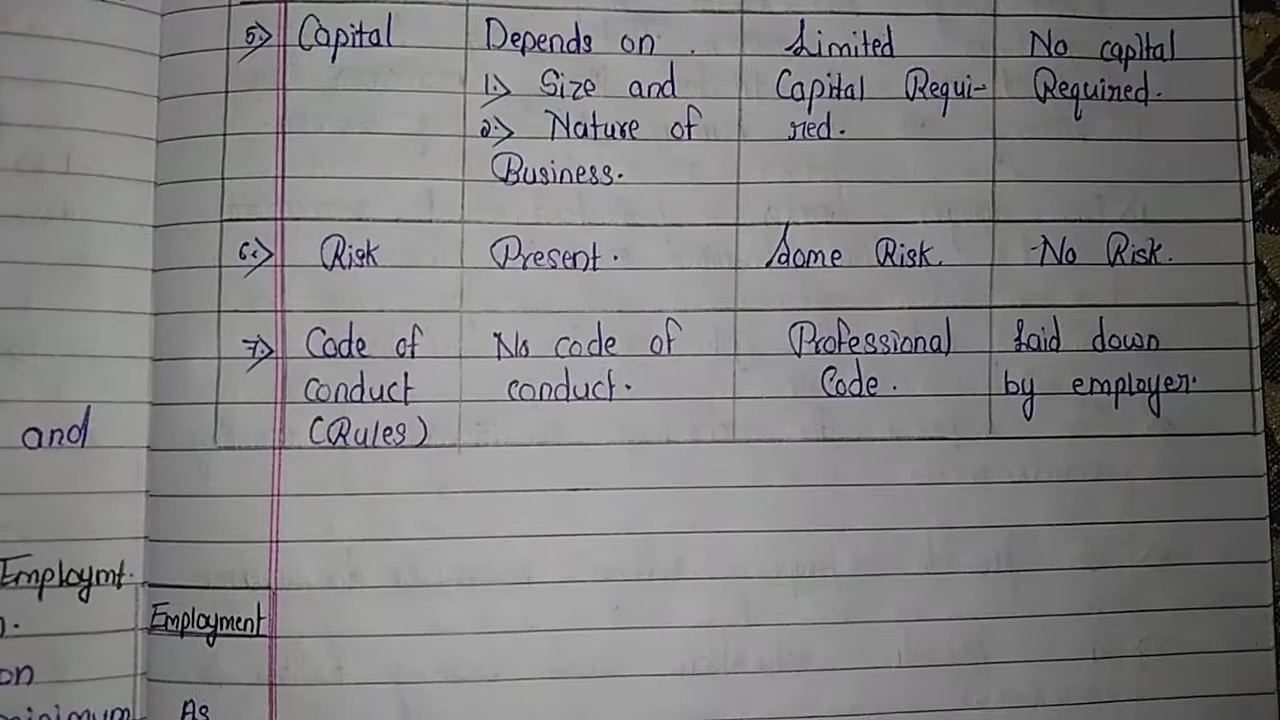 5.> Capital Depends on . Limited No capital
1.> Size and Capital Requi- Required.
2.> Nature of red.
Business.
6.> Risk Present. Some Risk. No Risk.
7.> Code of No code of Professional Laid down
conduct conduct. Code. by employer.
(Rules)
and
Employmt.
Employment
on
minimum As